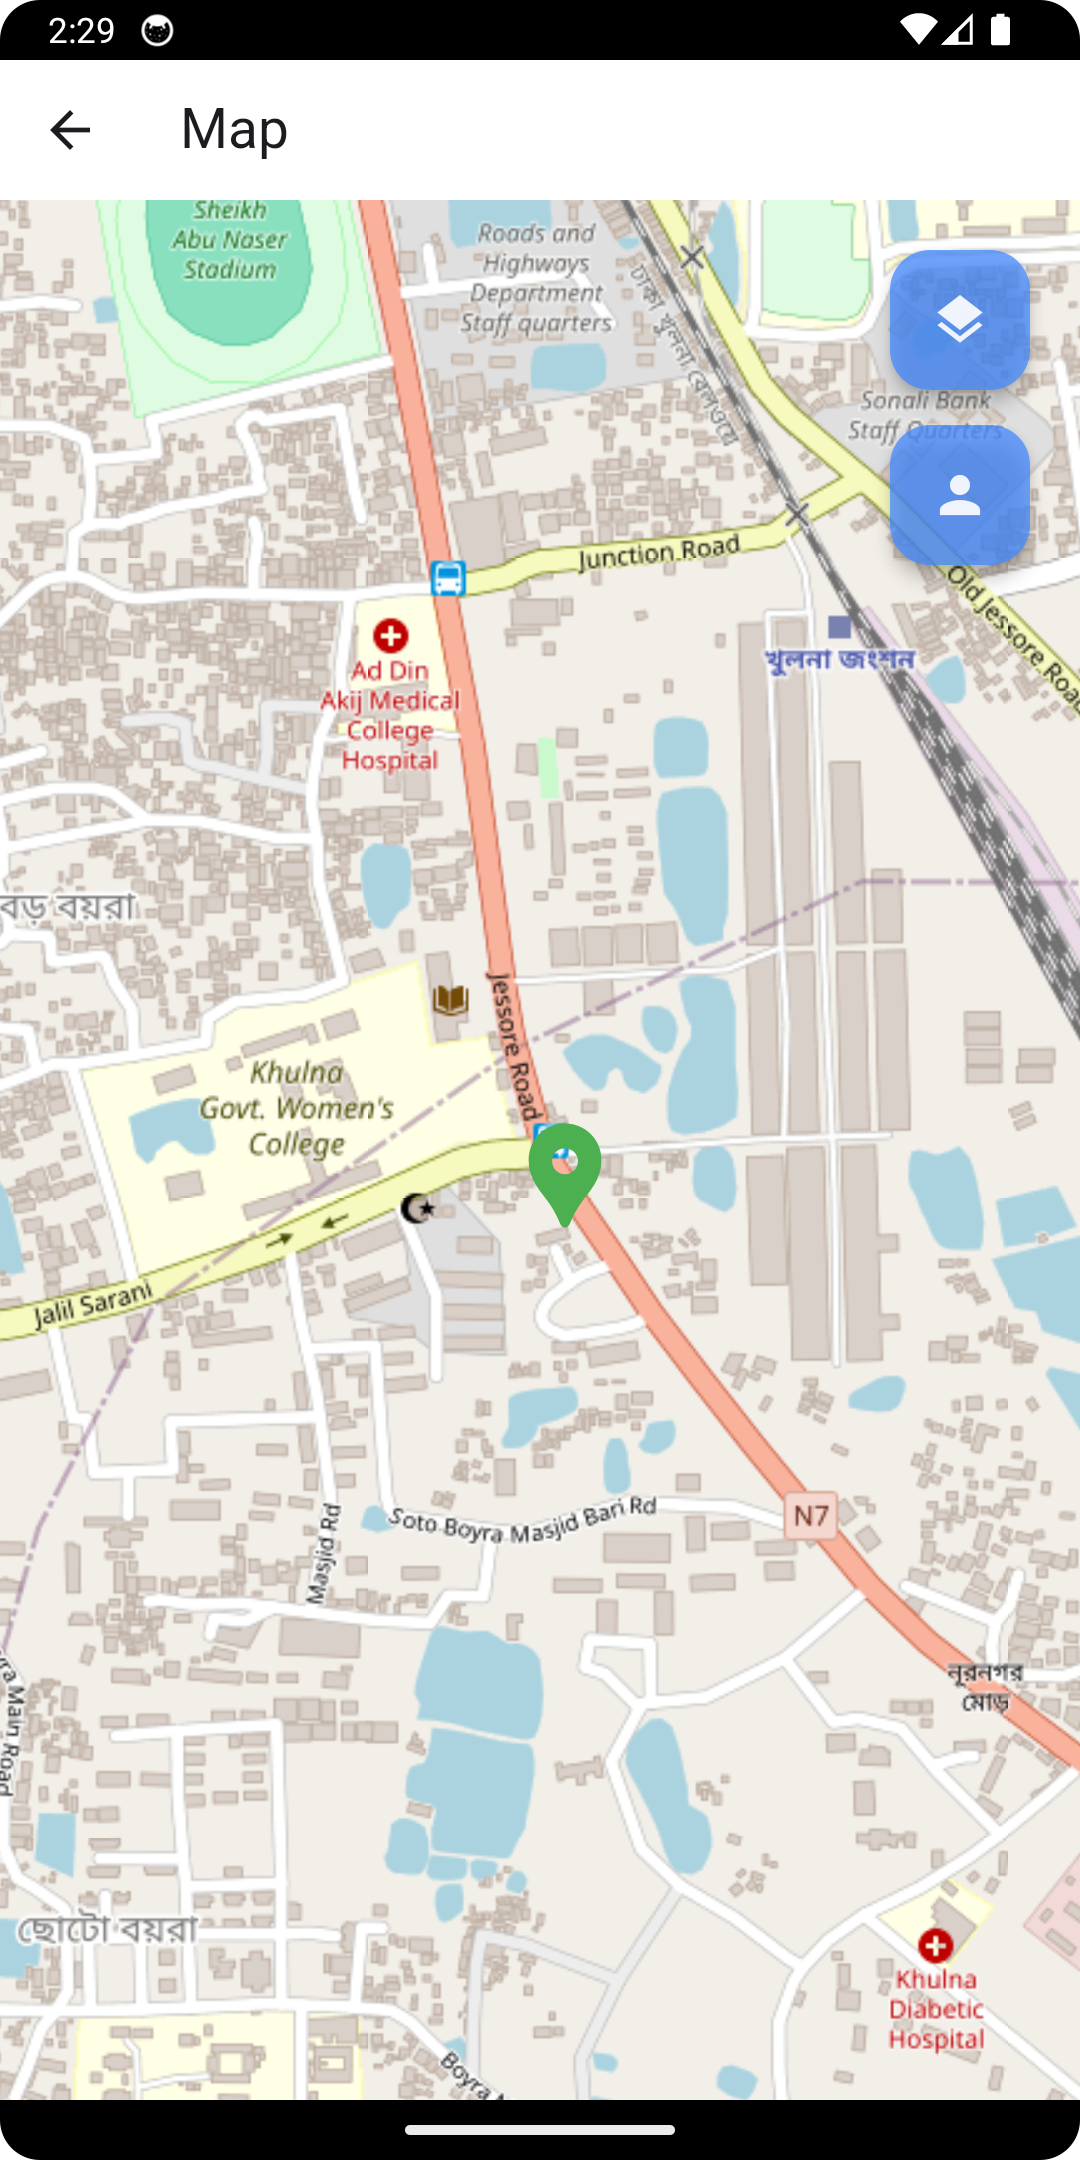 2:29
Map
Sheikh
Abu Naser
Stadium
Roads and
Highways
Department
Staff quarters
ঢাকা খুলনা রেলওয়ে
Sonali Bank
Staff Quarters
Junction Road
Old Jessore Road
খুলনা জংশন
Ad Din
Akij Medical
College
Hospital
বড় বয়রা
Jessore Road
Khulna
Govt. Women's
College
Jalil Sarani
N7
Soto Boyra Masjid Bari Rd
Masjid Rd
নূরনগর
মোড়
Main Road
ছোটো বয়রা
Khulna
Diabetic
Hospital
Boyra